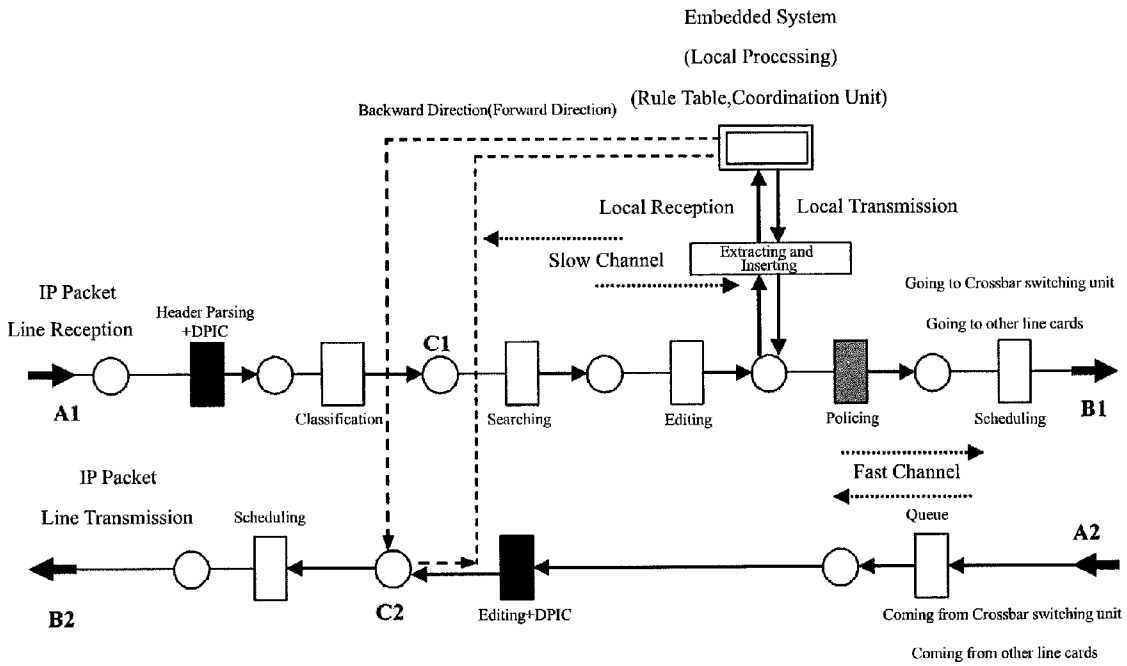 Embedded System
(Local Processing)
(Rule Table,Coordination Unit)
Backward Direction(Forward Direction)
Local Reception
Local Transmission
Slow Channel
Extracting and
Inserting
IP Packet
Line Reception
Header Parsing
+DPIC
C1
Going to Crossbar switching unit
Going to other line cards
A1
Classification
Searching
Editing
Policing
Scheduling
B1
IP Packet
Line Transmission
Scheduling
Fast Channel
Queue
A2
B2
C2
Editing+DPIC
Coming from Crossbar switching unit
Coming from other line cards